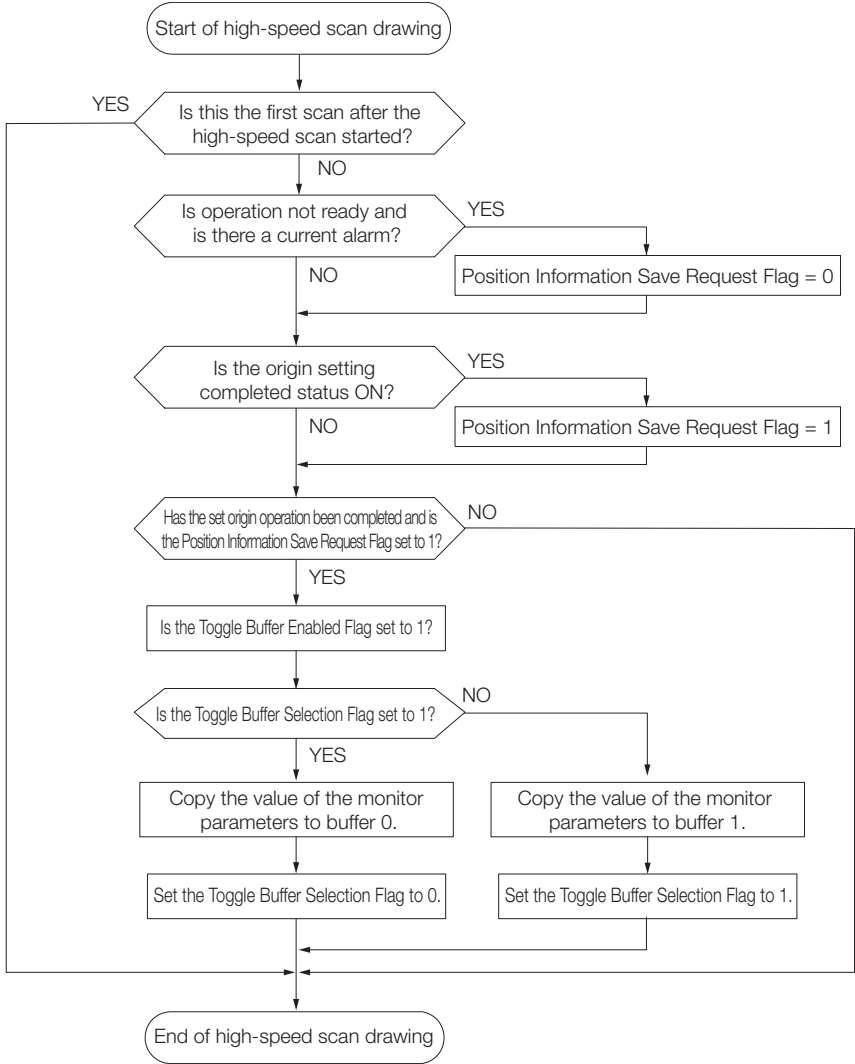 Start of high-speed scan drawing
YES
Is this the first scan after the
high-speed scan started?
NO
Is operation not ready and
is there a current alarm?
YES
NO
Position Information Save Request Flag = 0
Is the origin setting
completed status ON?
YES
NO
Position Information Save Request Flag = 1
Has the set origin operation been completed and is
the Position Information Save Request Flag set to 1?
NO
YES
Is the Toggle Buffer Enabled Flag set to 1?
Is the Toggle Buffer Selection Flag set to 1?
NO
YES
Copy the value of the monitor
parameters to buffer 0.
Copy the value of the monitor
parameters to buffer 1.
Set the Toggle Buffer Selection Flag to 0.
Set the Toggle Buffer Selection Flag to 1.
End of high-speed scan drawing